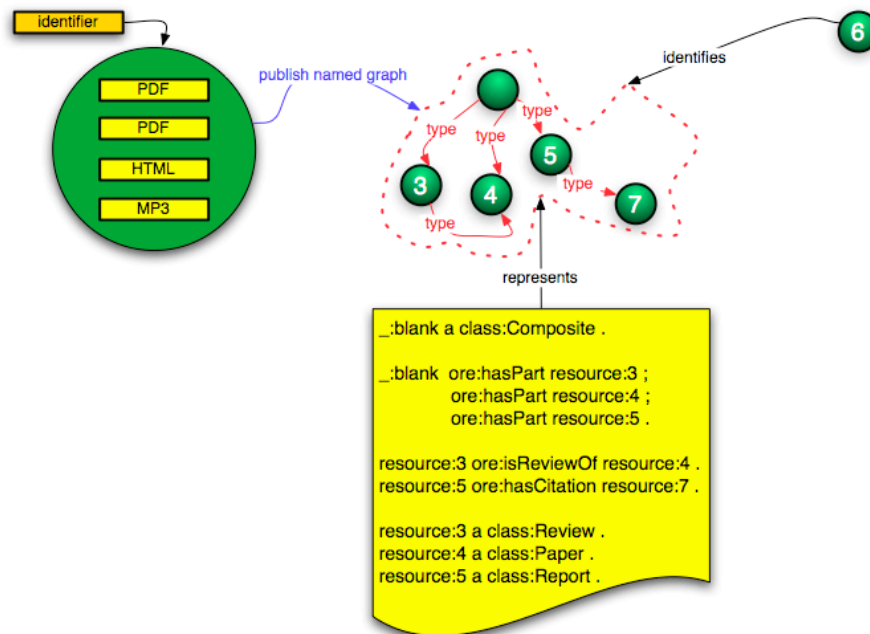 identifier
PDF
PDF
HTML
MP3
publish named graph
identifies
6
type
type
type
5
3
4
type
7
type
represents
_:blank a class:Composite .
_:blank ore:hasPart resource:3 ;
ore:hasPart resource:4 ;
ore:hasPart resource:5 .
resource:3 ore:isReviewOf resource:4 .
resource:5 ore:hasCitation resource:7 .
resource:3 a class:Review .
resource:4 a class:Paper .
resource:5 a class:Report .